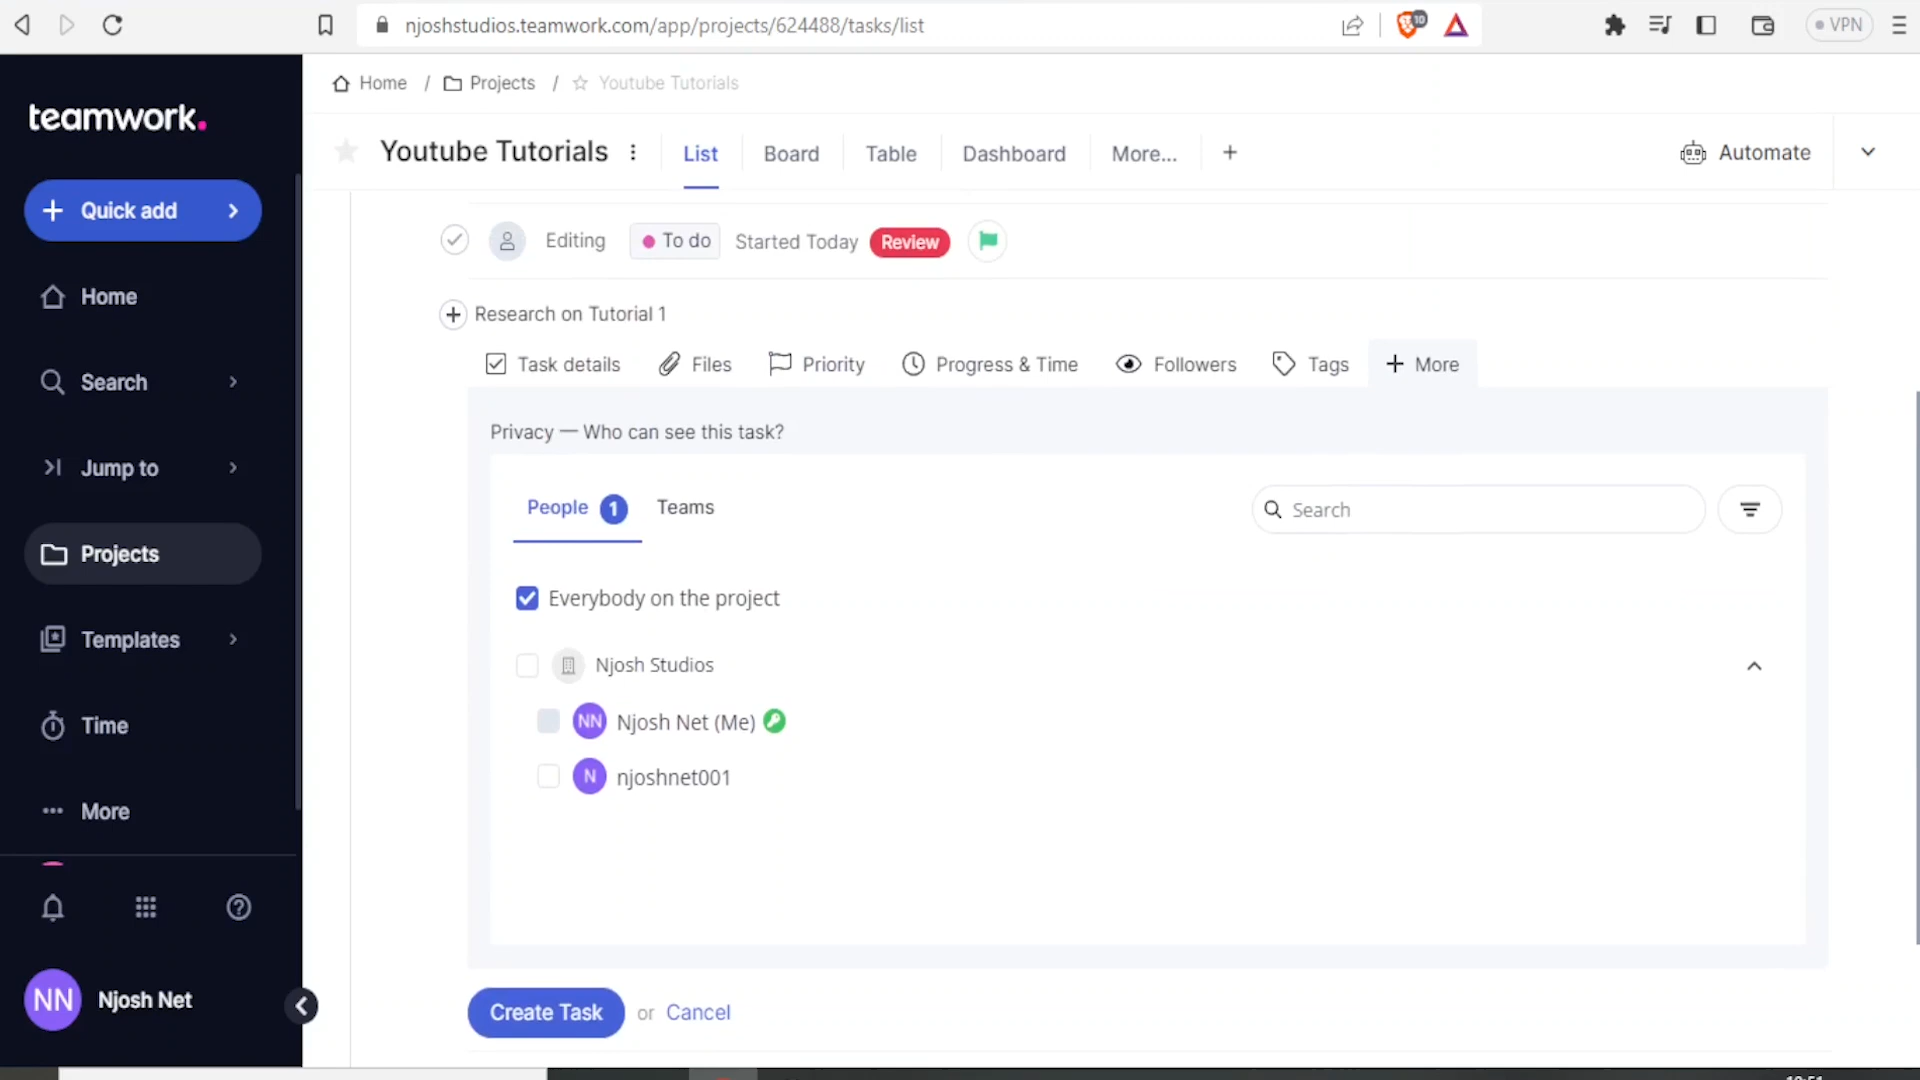 njoshstudios.teamwork.com/app/projects/624488/tasks/list
10
VPN
teamwork.
Home / Projects / Youtube Tutorials
Youtube Tutorials
List
Board
Table
Dashboard
More...
+
Automate
Quick add
Home
Search
Jump to
Projects
Templates
Time
More
NN
Njosh Net
Editing
To do
Started Today
Review
Research on Tutorial 1
Task details
Files
Priority
Progress & Time
Followers
Tags
+ More
Privacy — Who can see this task?
People 1
Teams
Search
Everybody on the project
Njosh Studios
NN Njosh Net (Me)
N njoshnet001
Create Task or Cancel